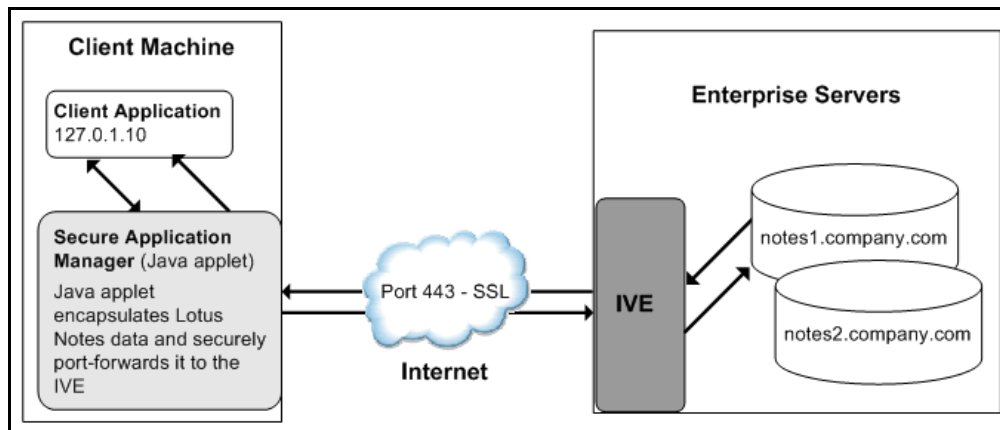 Client Machine
Client Application
127.0.1.10
Secure Application
Manager (Java applet)
Java applet
encapsulates Lotus
Notes data and securely
port-forwards it to the
IVE
Port 443 - SSL
Internet
Enterprise Servers
IVE
notes1.company.com
notes2.company.com